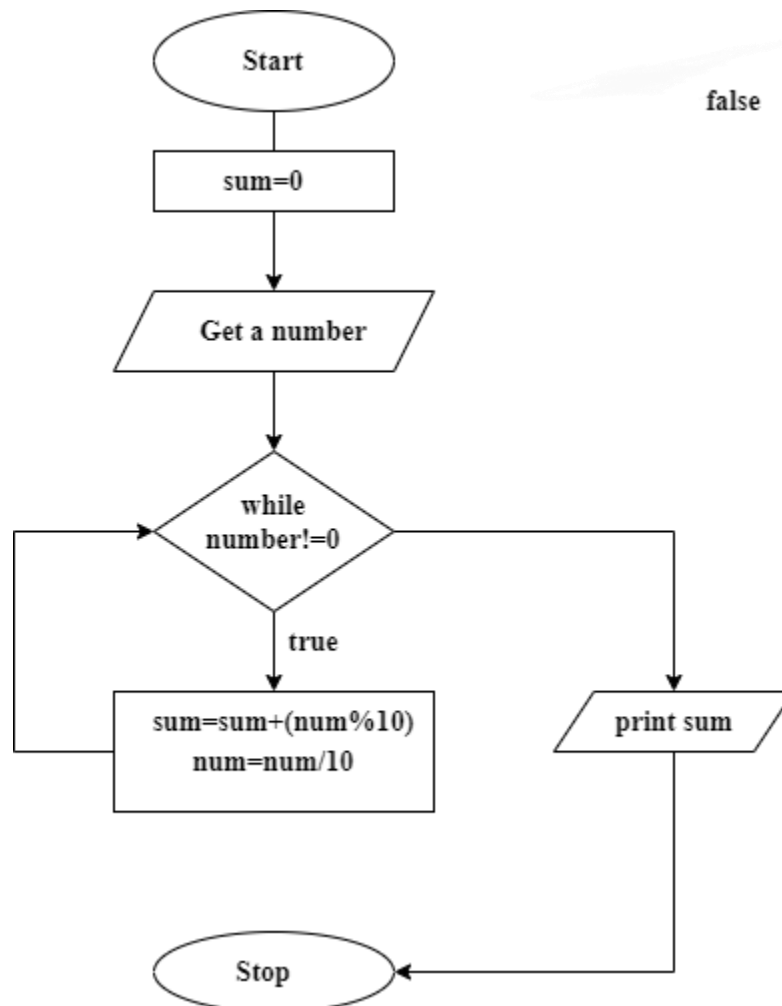 Start
false
sum=0
Get a number
while
number!=0
true
sum=sum+(num%10)
num=num/10
print sum
Stop